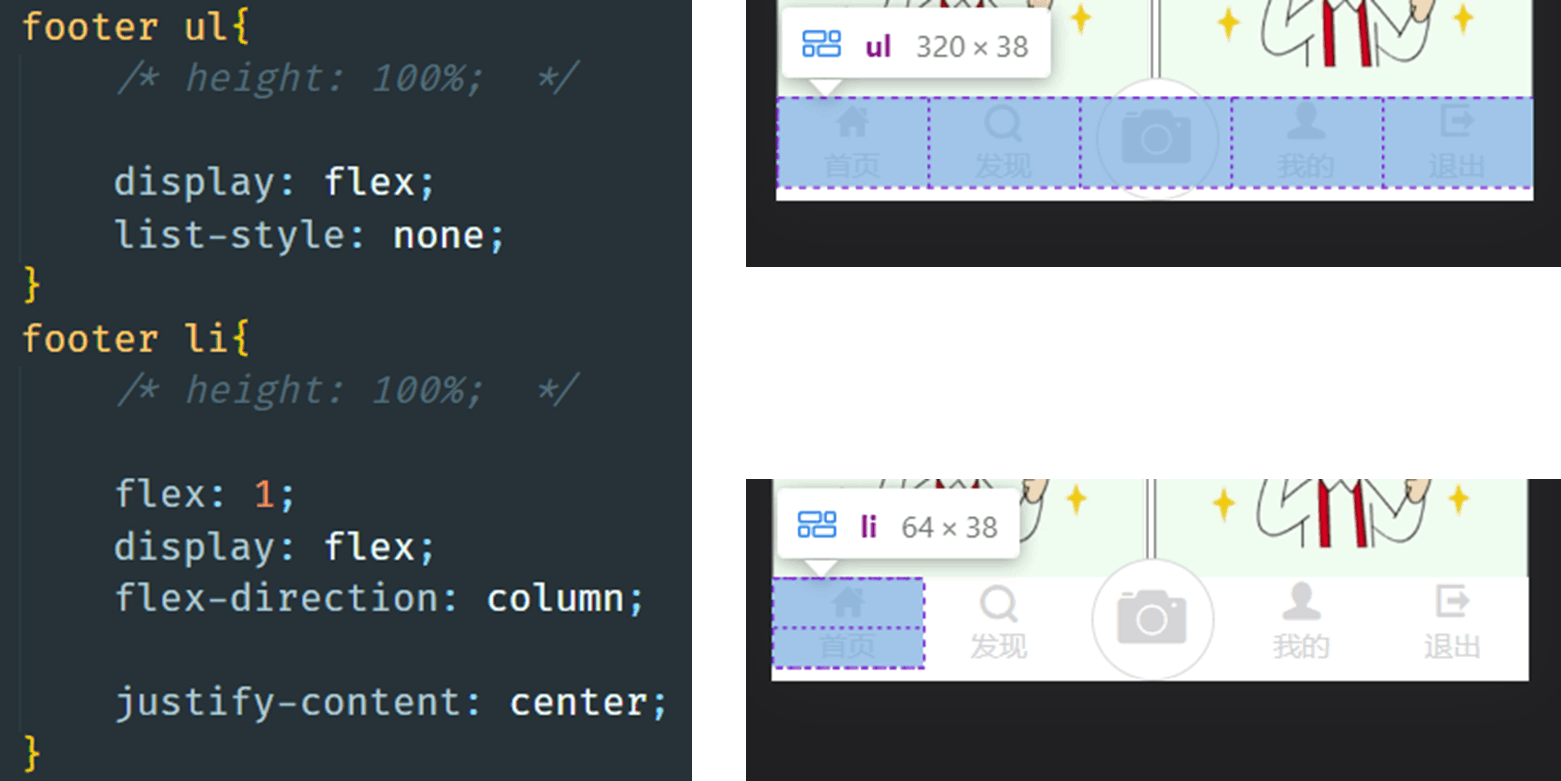 footer ul{
/* height: 100%;  */
display: flex;
list-style: none;
}
footer li{
/* height: 100%;  */
flex: 1;
display: flex;
flex-direction: column;
justify-content: center;
}
ul 320 × 38
首页 发现 我的 退出
li 64 × 38
首页 发现 我的 退出